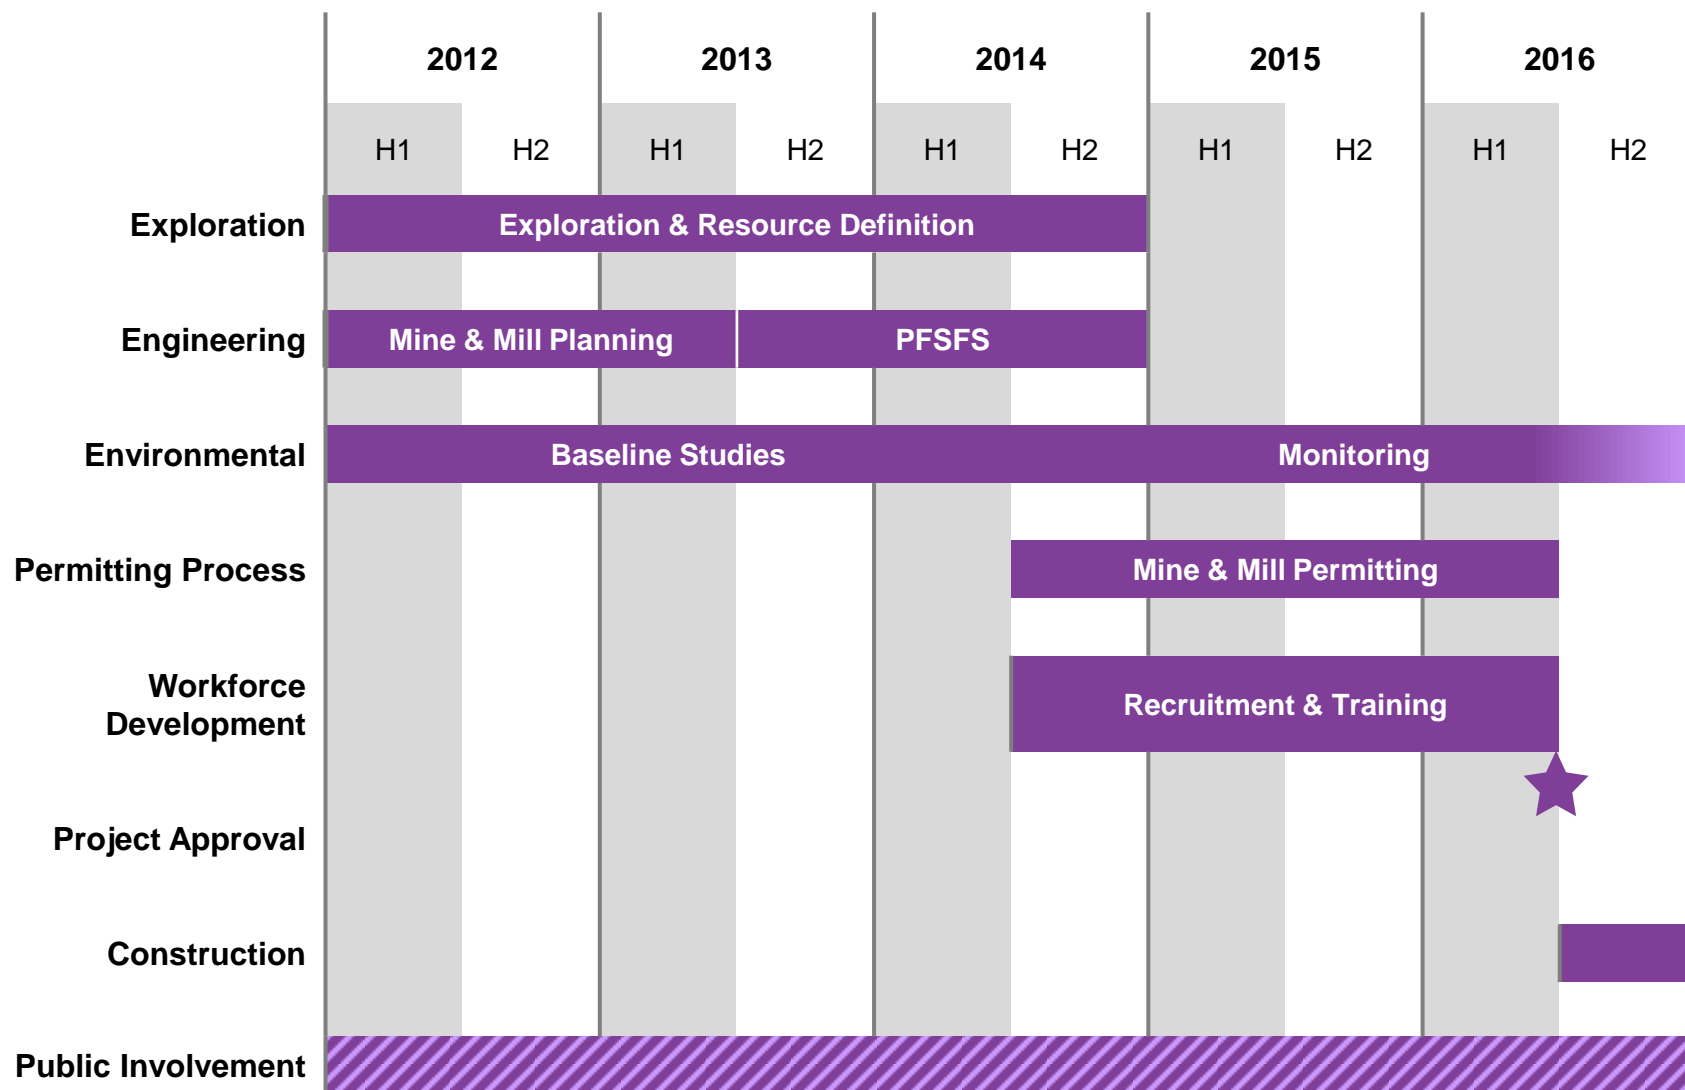 2012 2013 2014 2015 2016
H1 H2 H1 H2 H1 H2 H1 H2 H1 H2
Exploration Exploration & Resource Definition
Engineering Mine & Mill Planning PFSFS
Environmental Baseline Studies Monitoring
Permitting Process Mine & Mill Permitting
Workforce
Development Recruitment & Training
Project Approval
Construction
Public Involvement